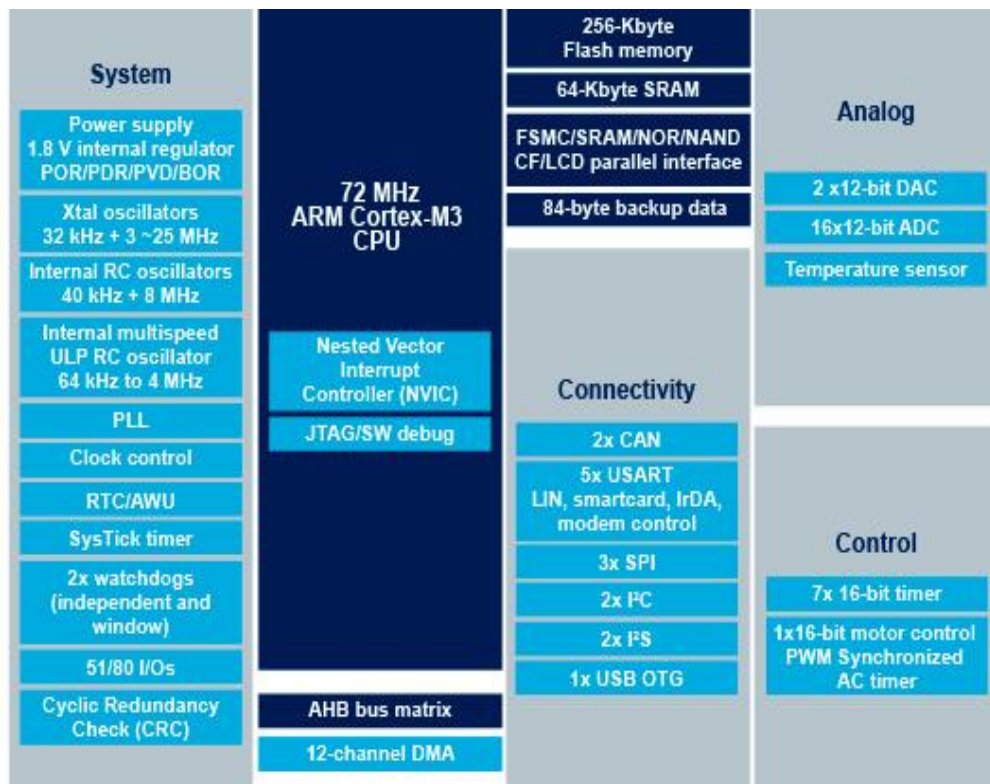 System
Power supply
1.8 V internal regulator
POR/PDR/PVD/BOR
Xtal oscillators
32 kHz + 3 ~25 MHz
Internal RC oscillators
40 kHz + 8 MHz
Internal multispeed
ULP RC oscillator
64 kHz to 4 MHz
PLL
Clock control
RTC/AWU
SysTick timer
2x watchdogs
(independent and
window)
51/80 I/Os
Cyclic Redundancy
Check (CRC)
72 MHz
ARM Cortex-M3
CPU
Nested Vector
Interrupt
Controller (NVIC)
JTAG/SW debug
AHB bus matrix
12-channel DMA
256-Kbyte
Flash memory
64-Kbyte SRAM
FSMC/SRAM/NOR/NAND
CF/LCD parallel interface
84-byte backup data
Connectivity
2x CAN
5x USART
LIN, smartcard, IrDA,
modem control
3x SPI
2x I²C
2x I²S
1x USB OTG
Analog
2 x12-bit DAC
16x12-bit ADC
Temperature sensor
Control
7x 16-bit timer
1x16-bit motor control
PWM Synchronized
AC timer